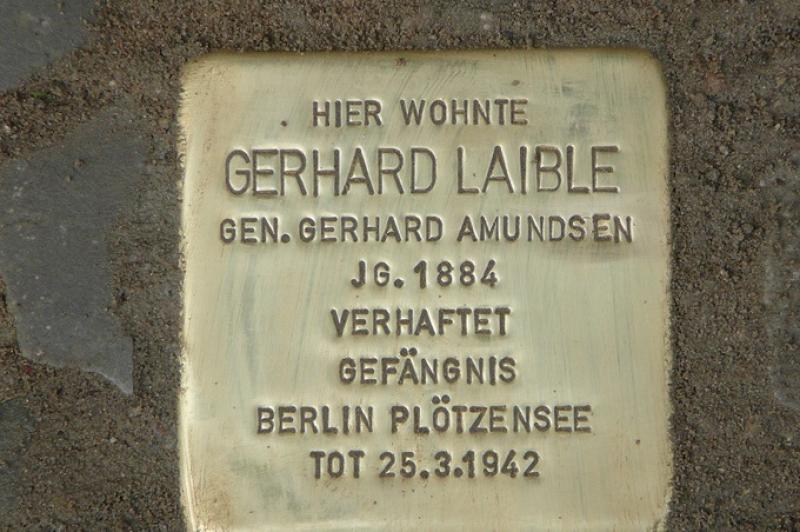 HIER WOHNTE
GERHARD LAIBLE
GEN. GERHARD AMUNDSEN
JG. 1884
VERHAFTET
GEFÄNGNIS
BERLIN PLÖTZENSEE
TOT 25.3.1942